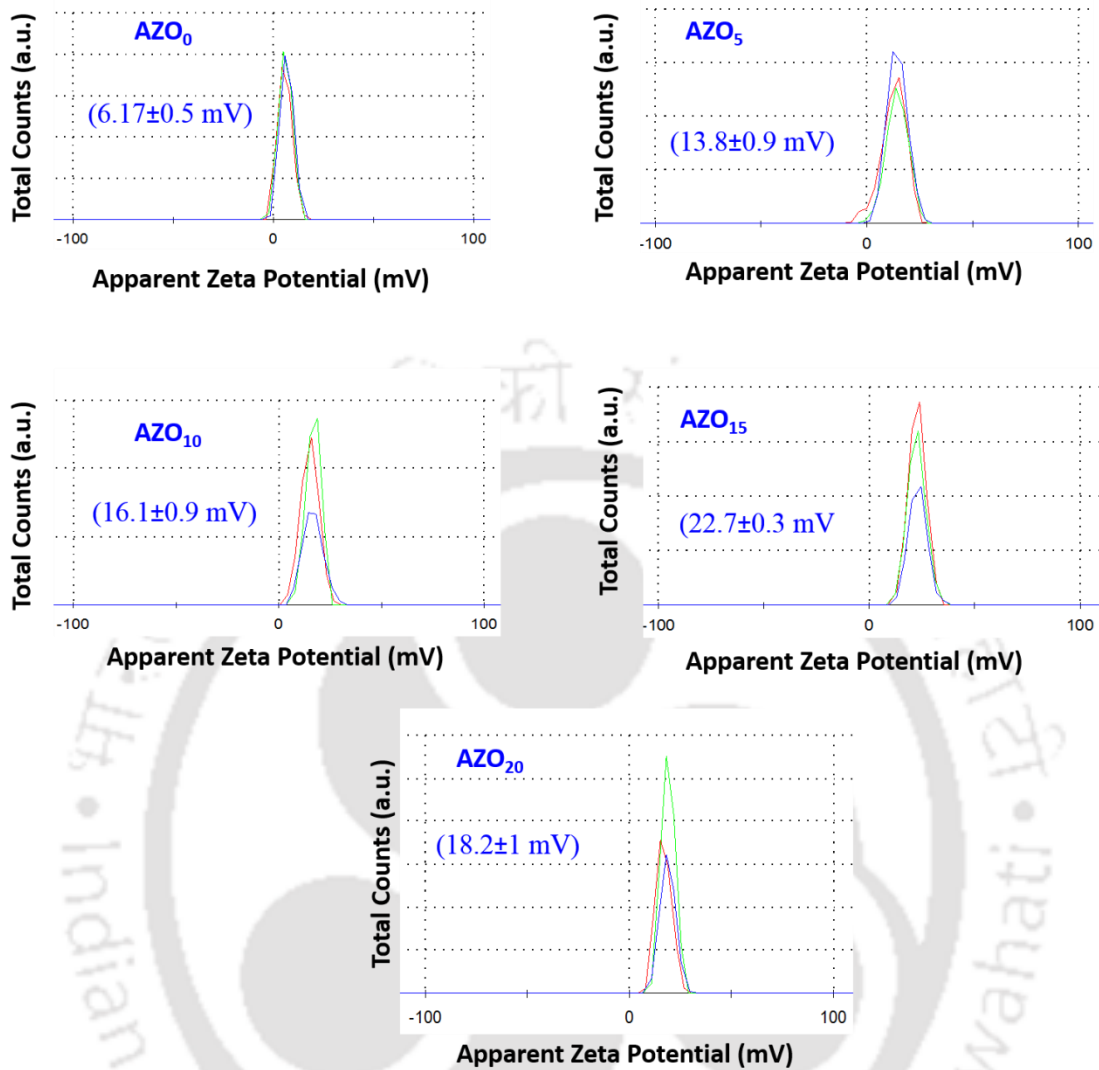 AZO₀
(6.17±0.5 mV)
Total Counts (a.u.)
-100 0 100
Apparent Zeta Potential (mV)
AZO₅
(13.8±0.9 mV)
Total Counts (a.u.)
-100 0 100
Apparent Zeta Potential (mV)
AZO₁₀
(16.1±0.9 mV)
Total Counts (a.u.)
-100 0 100
Apparent Zeta Potential (mV)
AZO₁₅
(22.7±0.3 mV
Total Counts (a.u.)
-100 0 100
Apparent Zeta Potential (mV)
AZO₂₀
(18.2±1 mV)
Total Counts (a.u.)
-100 0 100
Apparent Zeta Potential (mV)
Indian
wahati